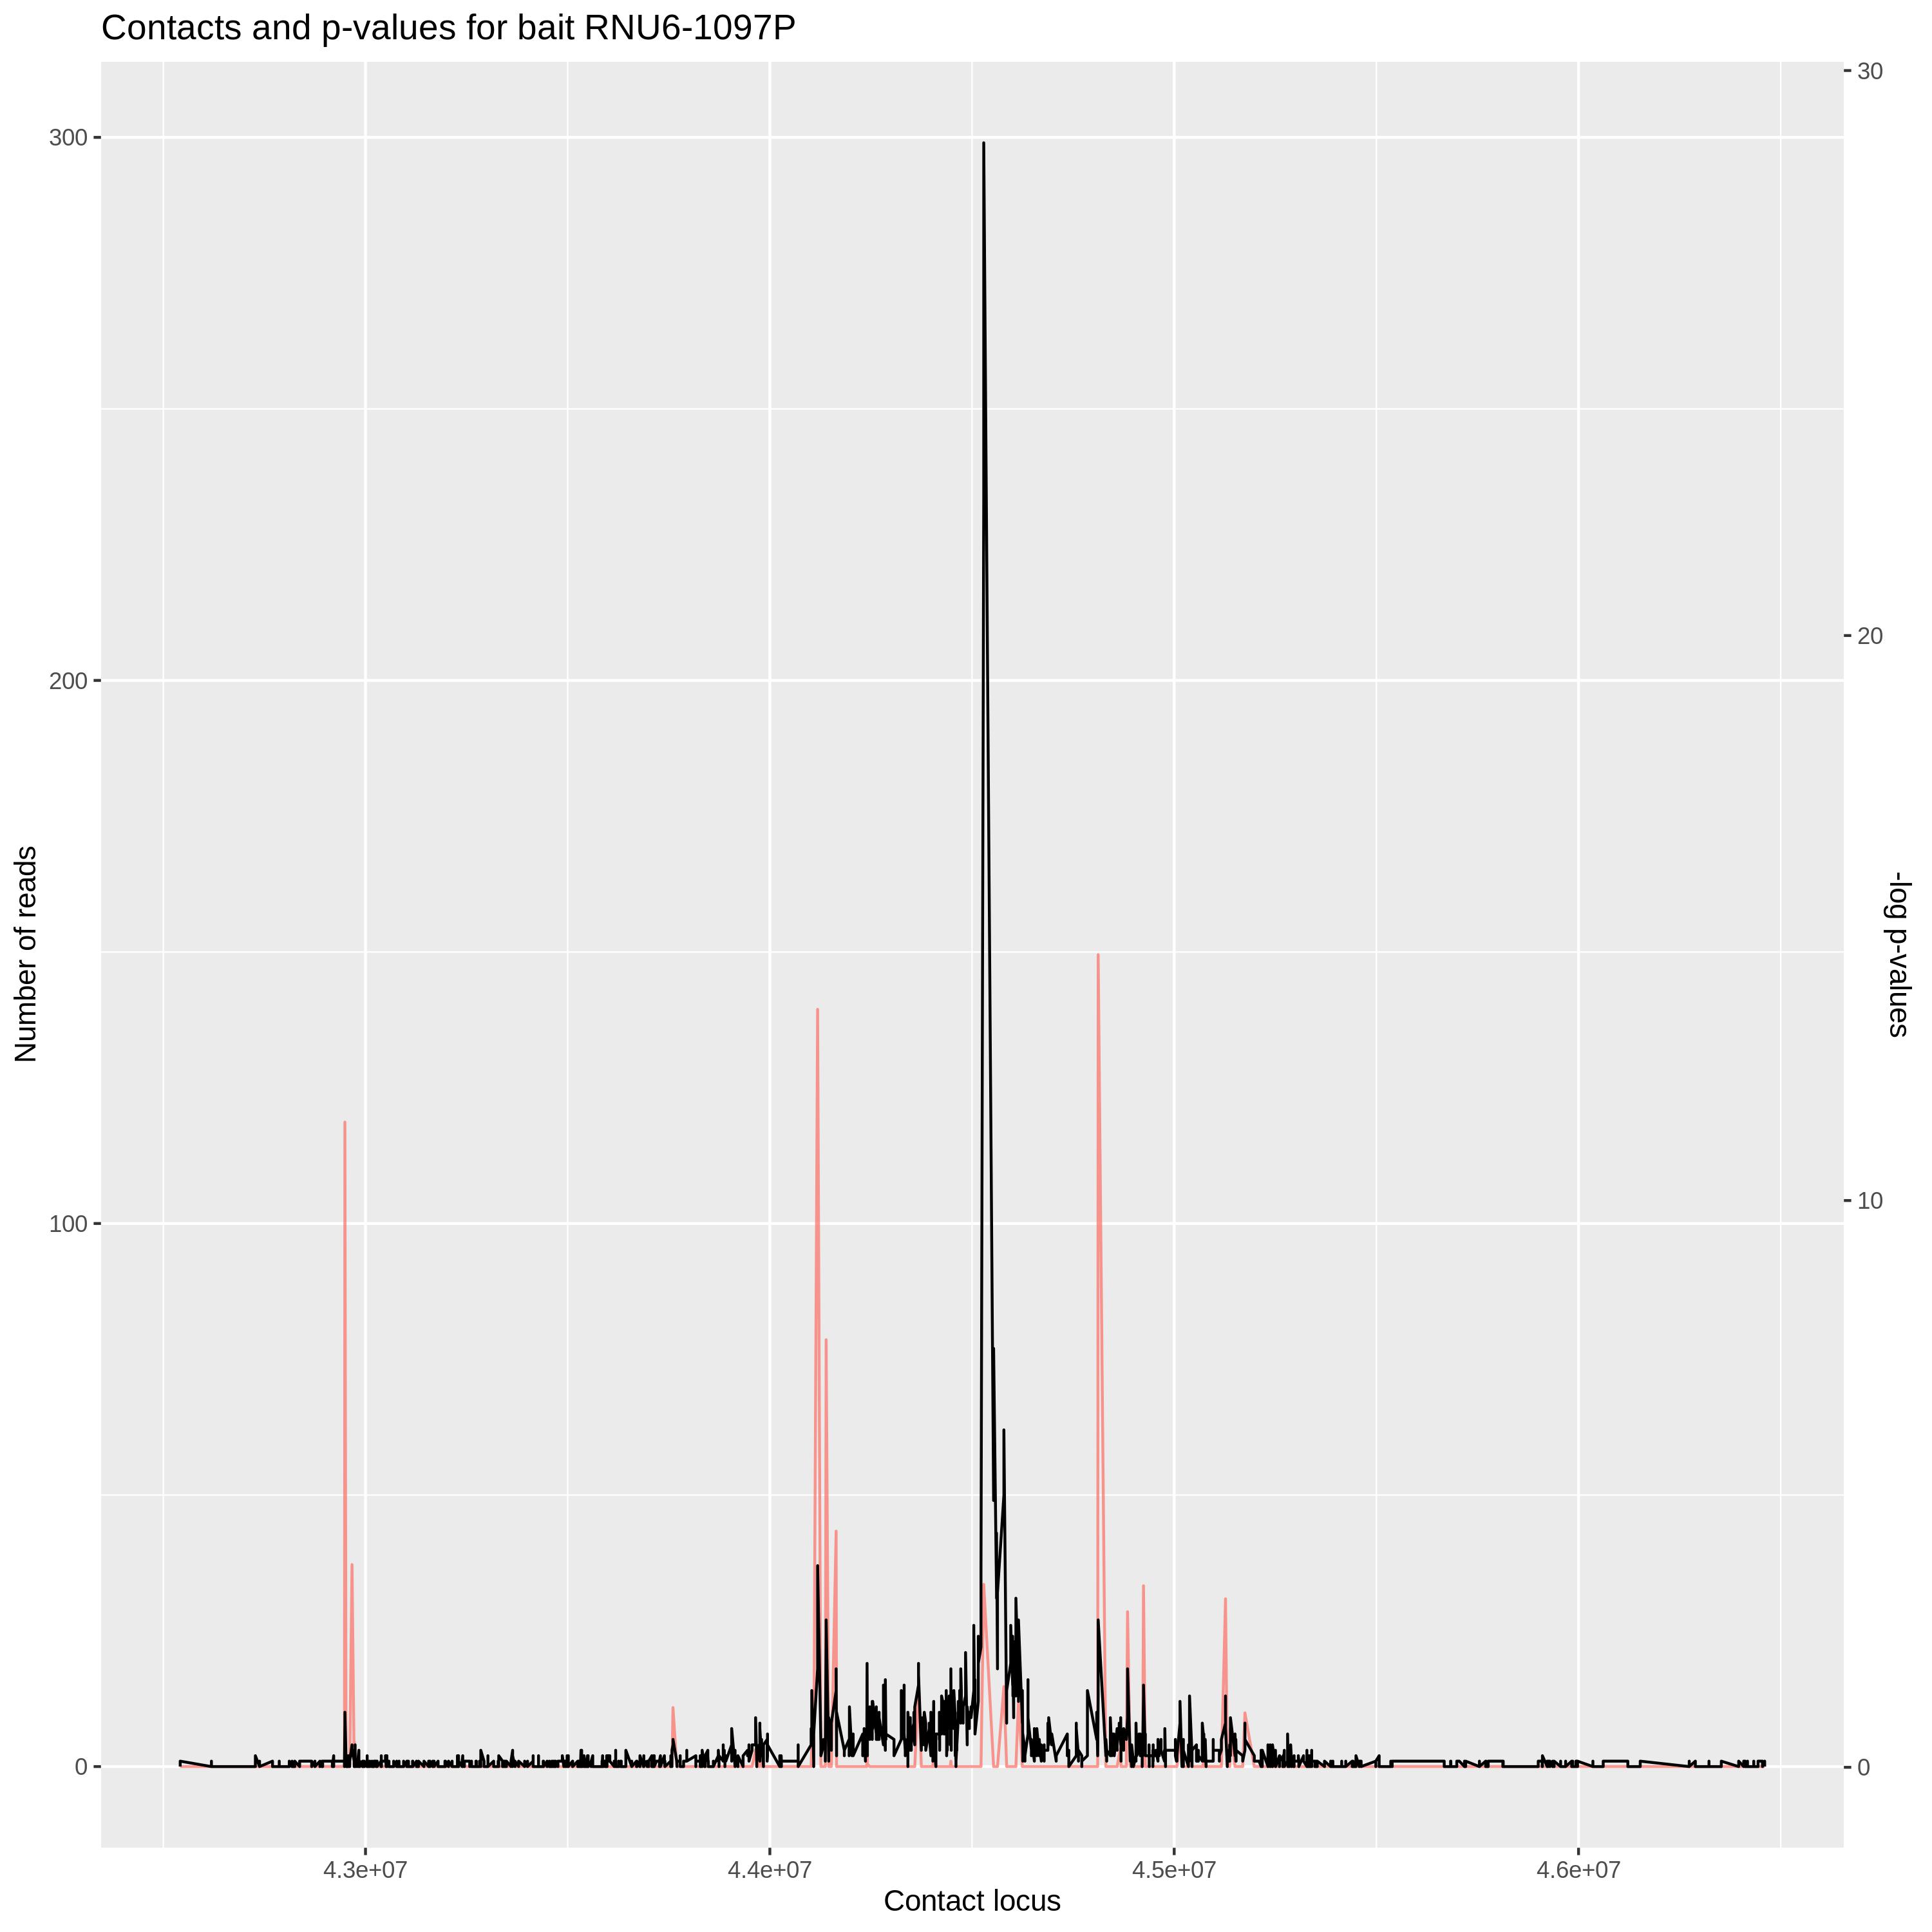 Contacts and p-values for bait RNU6-1097P
300
200
100
0
Number of reads
30
20
10
0
-log p-values
4.3e+07
4.4e+07
4.5e+07
4.6e+07
Contact locus